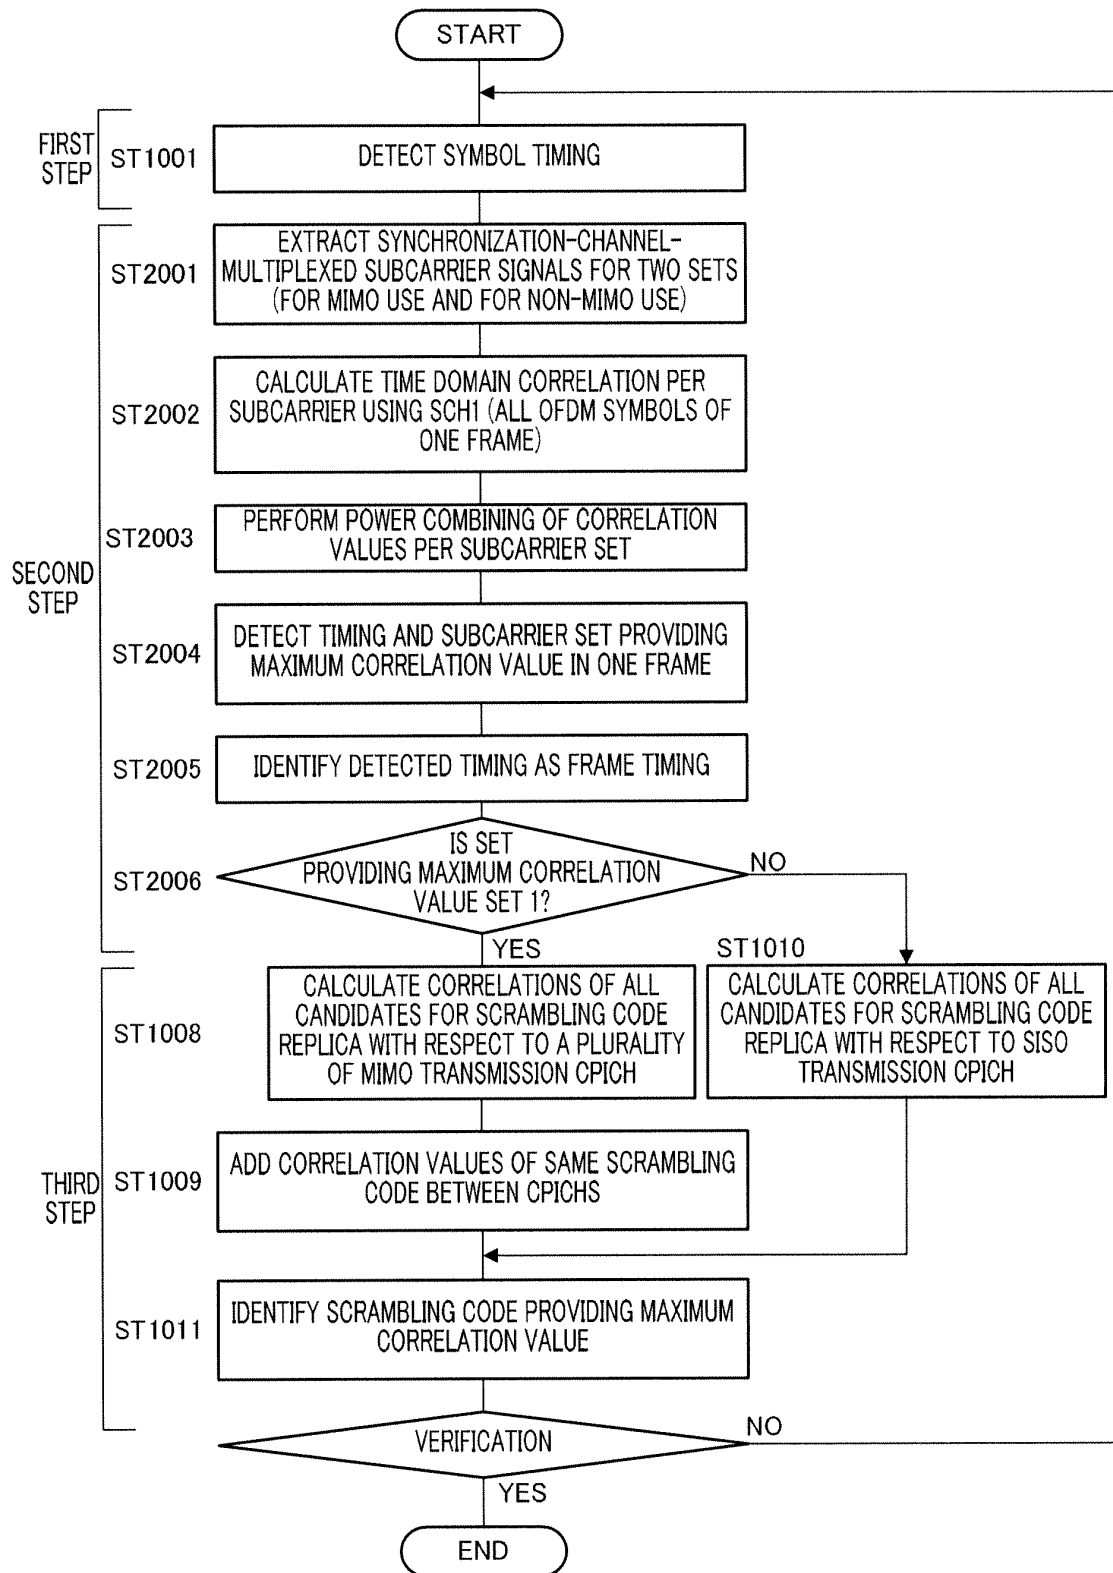 START
FIRST
STEP
ST1001
DETECT SYMBOL TIMING
ST2001
EXTRACT SYNCHRONIZATION-CHANNEL-
MULTIPLEXED SUBCARRIER SIGNALS FOR TWO SETS
(FOR MIMO USE AND FOR NON-MIMO USE)
ST2002
CALCULATE TIME DOMAIN CORRELATION PER
SUBCARRIER USING SCH1 (ALL OFDM SYMBOLS OF
ONE FRAME)
ST2003
PERFORM POWER COMBINING OF CORRELATION
VALUES PER SUBCARRIER SET
SECOND
STEP
ST2004
DETECT TIMING AND SUBCARRIER SET PROVIDING
MAXIMUM CORRELATION VALUE IN ONE FRAME
ST2005
IDENTIFY DETECTED TIMING AS FRAME TIMING
ST2006
IS SET
PROVIDING MAXIMUM CORRELATION
VALUE SET 1?
NO
YES
ST1010
ST1008
CALCULATE CORRELATIONS OF ALL
CANDIDATES FOR SCRAMBLING CODE
REPLICA WITH RESPECT TO A PLURALITY
OF MIMO TRANSMISSION CPICH
CALCULATE CORRELATIONS OF ALL
CANDIDATES FOR SCRAMBLING CODE
REPLICA WITH RESPECT TO SISO
TRANSMISSION CPICH
THIRD
STEP
ST1009
ADD CORRELATION VALUES OF SAME SCRAMBLING
CODE BETWEEN CPICHS
ST1011
IDENTIFY SCRAMBLING CODE PROVIDING MAXIMUM
CORRELATION VALUE
VERIFICATION
NO
YES
END